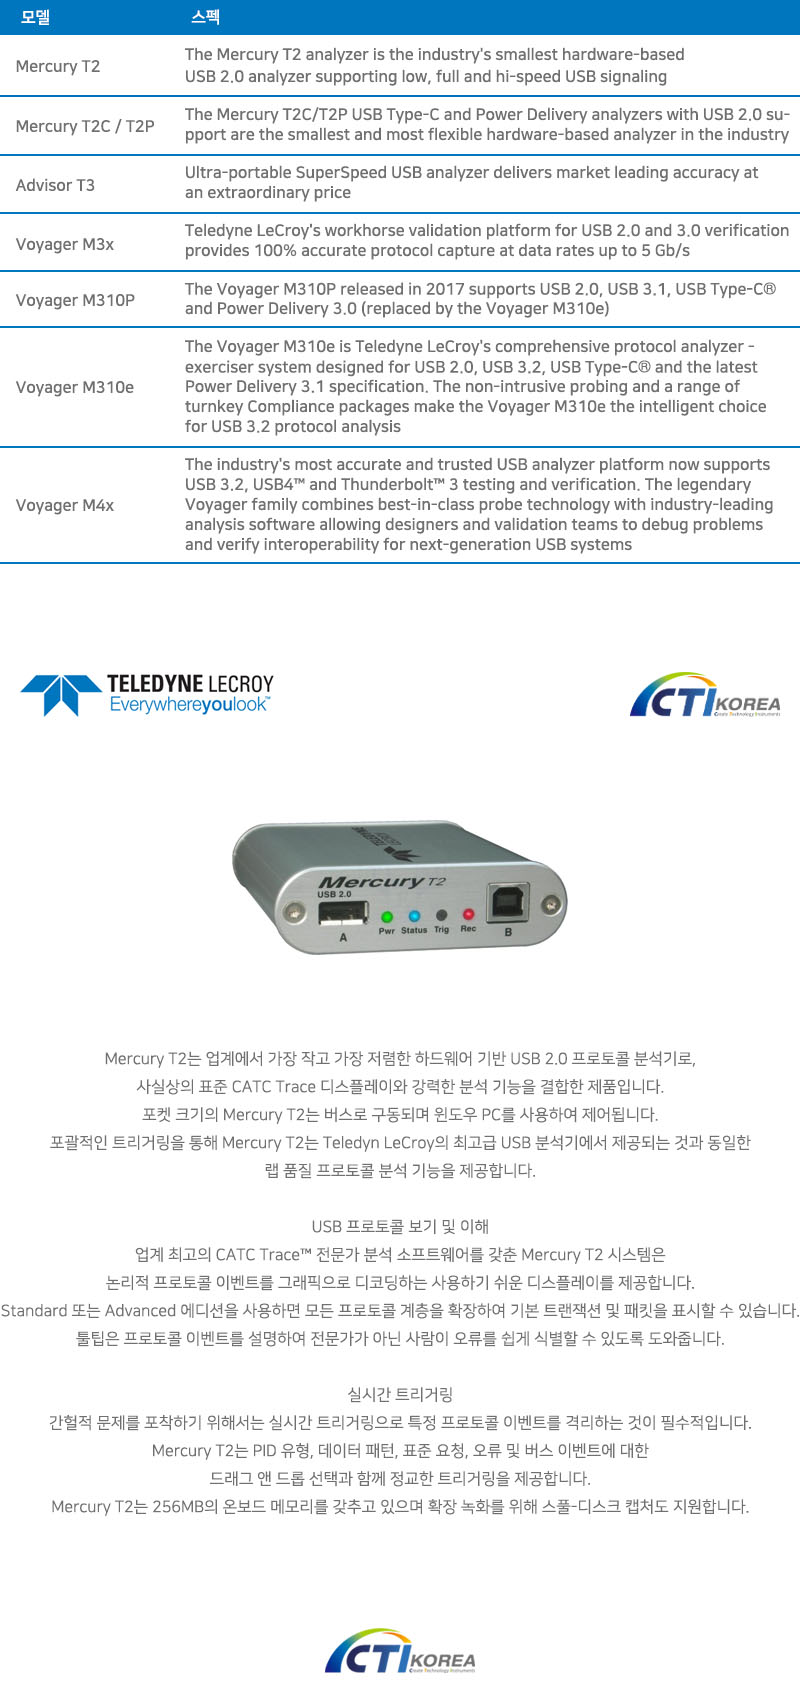 모델 스펙
Mercury T2
The Mercury T2 analyzer is the industry's smallest hardware-based
USB 2.0 analyzer supporting low, full and hi-speed USB signaling
Mercury T2C / T2P
The Mercury T2C/T2P USB Type-C and Power Delivery analyzers with USB 2.0 su-
pport are the smallest and most flexible hardware-based analyzer in the industry
Advisor T3
Ultra-portable SuperSpeed USB analyzer delivers market leading accuracy at
an extraordinary price
Voyager M3x
Teledyne LeCroy's workhorse validation platform for USB 2.0 and 3.0 verification
provides 100% accurate protocol capture at data rates up to 5 Gb/s
Voyager M310P
The Voyager M310P released in 2017 supports USB 2.0, USB 3.1, USB Type-C®
and Power Delivery 3.0 (replaced by the Voyager M310e)
Voyager M310e
The Voyager M310e is Teledyne LeCroy's comprehensive protocol analyzer -
exerciser system designed for USB 2.0, USB 3.2, USB Type-C® and the latest
Power Delivery 3.1 specification. The non-intrusive probing and a range of
turnkey Compliance packages make the Voyager M310e the intelligent choice
for USB 3.2 protocol analysis
Voyager M4x
The industry's most accurate and trusted USB analyzer platform now supports
USB 3.2, USB4™ and Thunderbolt™ 3 testing and verification. The legendary
Voyager family combines best-in-class probe technology with industry-leading
analysis software allowing designers and validation teams to debug problems
and verify interoperability for next-generation USB systems
TELEDYNE LECROY
Everywhereyoulook™
CTI KOREA
Create Technology Instruments
TELEDYNE LECROY
Mercury T2
USB 2.0
A Pwr Status Trig Rec B
Mercury T2는 업계에서 가장 작고 가장 저렴한 하드웨어 기반 USB 2.0 프로토콜 분석기로,
사실상의 표준 CATC Trace 디스플레이와 강력한 분석 기능을 결합한 제품입니다.
포켓 크기의 Mercury T2는 버스로 구동되며 윈도우 PC를 사용하여 제어됩니다.
포괄적인 트리거링을 통해 Mercury T2는 Teledyn LeCroy의 최고급 USB 분석기에서 제공되는 것과 동일한
랩 품질 프로토콜 분석 기능을 제공합니다.
USB 프로토콜 보기 및 이해
업계 최고의 CATC Trace™ 전문가 분석 소프트웨어를 갖춘 Mercury T2 시스템은
논리적 프로토콜 이벤트를 그래픽으로 디코딩하는 사용하기 쉬운 디스플레이를 제공합니다.
Standard 또는 Advanced 에디션을 사용하면 모든 프로토콜 계층을 확장하여 기본 트랜잭션 및 패킷을 표시할 수 있습니다.
툴팁은 프로토콜 이벤트를 설명하여 전문가가 아닌 사람이 오류를 쉽게 식별할 수 있도록 도와줍니다.
실시간 트리거링
간헐적 문제를 포착하기 위해서는 실시간 트리거링으로 특정 프로토콜 이벤트를 격리하는 것이 필수적입니다.
Mercury T2는 PID 유형, 데이터 패턴, 표준 요청, 오류 및 버스 이벤트에 대한
드래그 앤 드롭 선택과 함께 정교한 트리거링을 제공합니다.
Mercury T2는 256MB의 온보드 메모리를 갖추고 있으며 확장 녹화를 위해 스풀-디스크 캡처도 지원합니다.
CTI KOREA
Create Technology Instruments